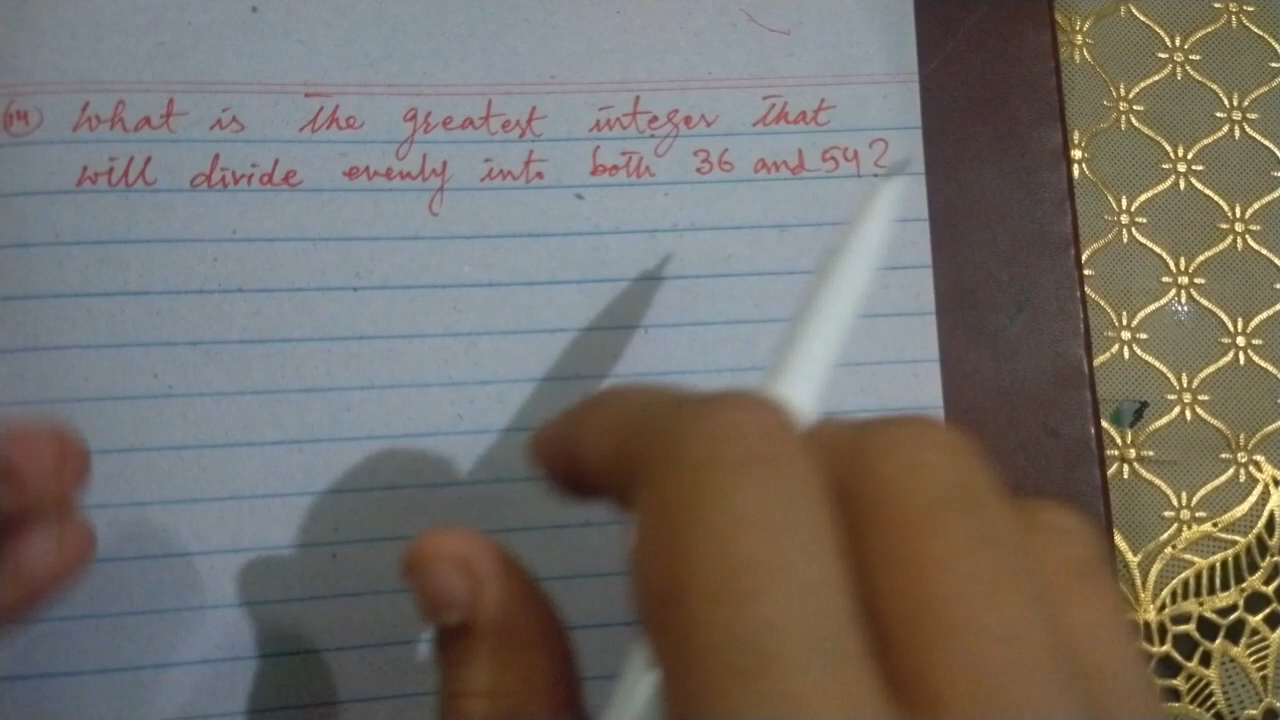 (14) What is the greatest integer that
will divide evenly into both 36 and 54?